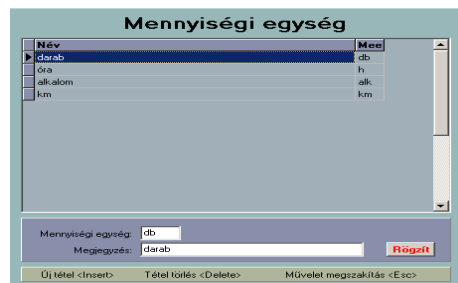 Mennyiségi egység
Név Mee
darab db
óra h
alkalom alk
km km
Mennyiségi egység: db
Megjegyzés: darab Rögzít
Új tétel <Insert> Tétel törlés <Delete> Művelet megszakítás <Esc>